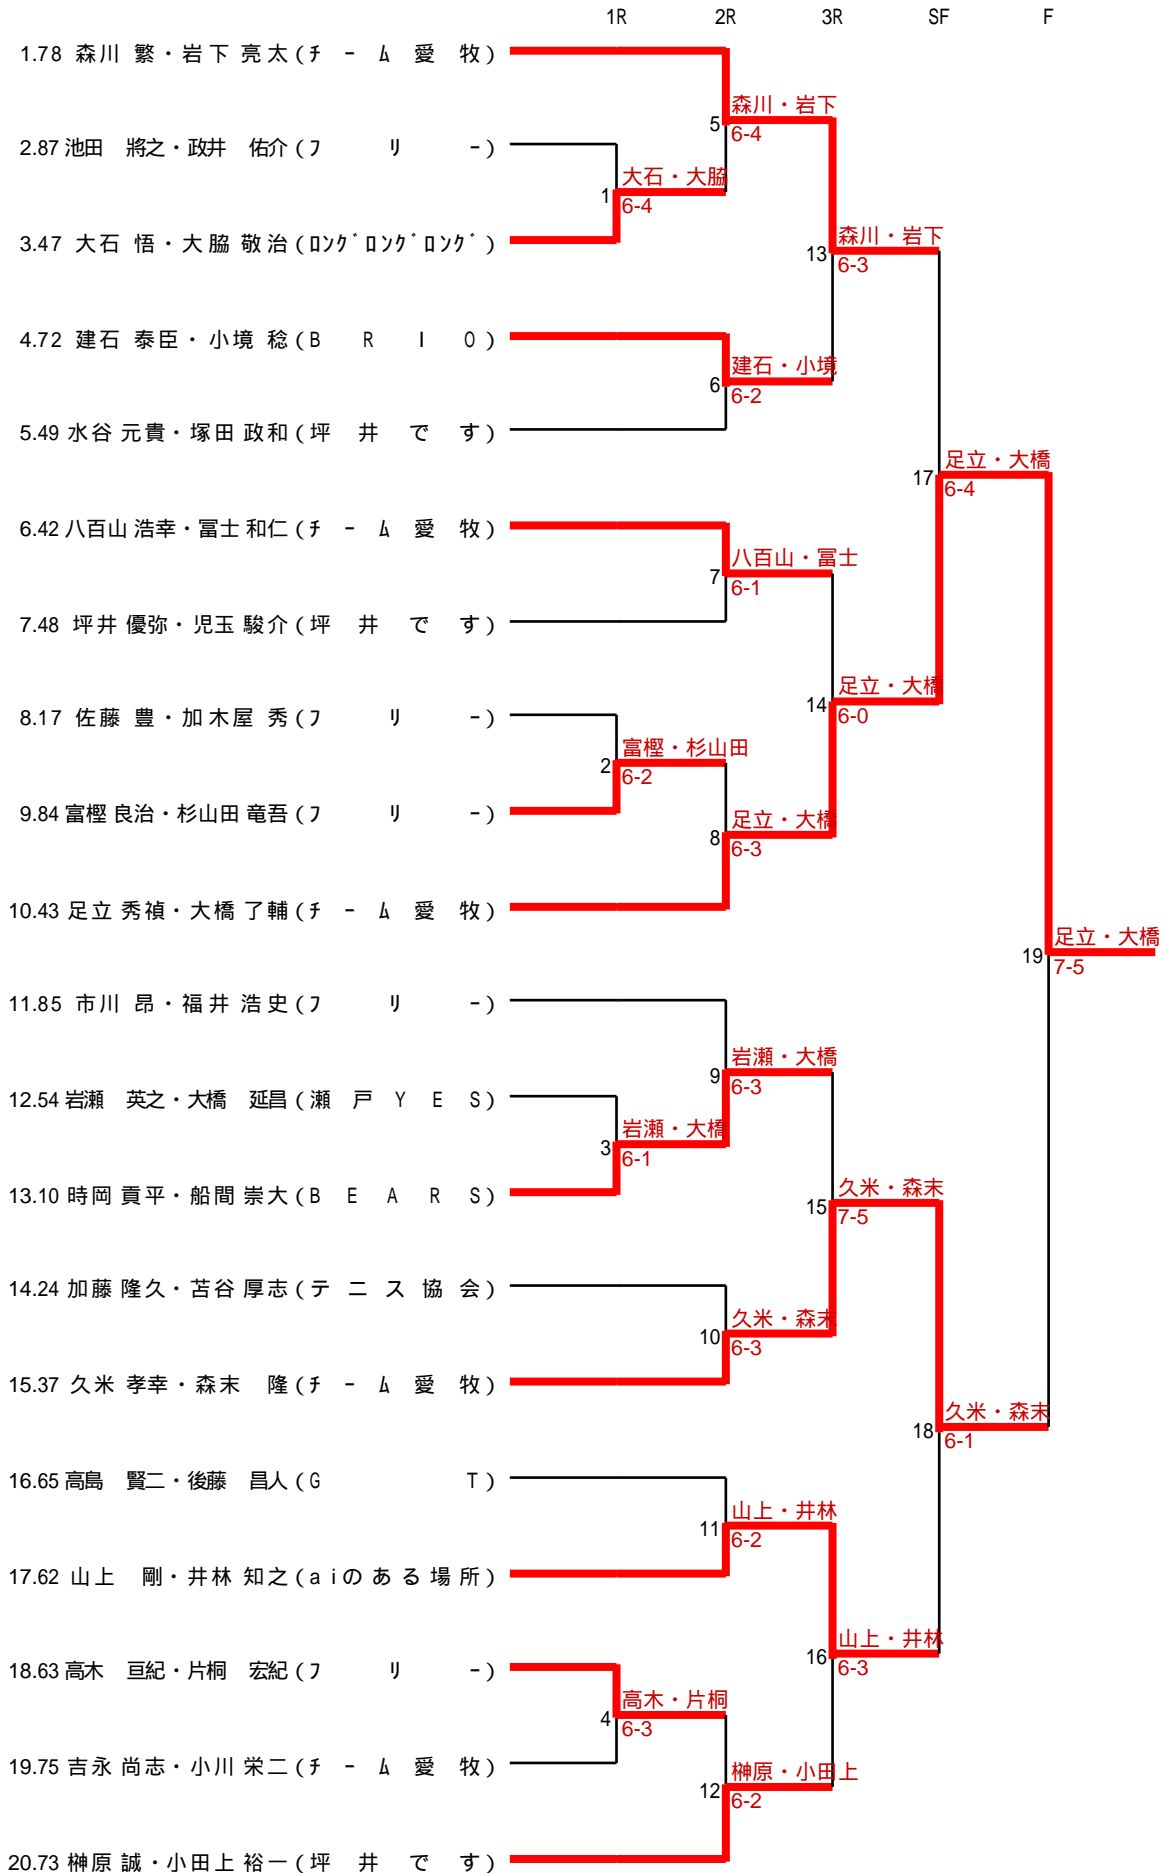 1R 2R 3R SF F
1.78 森川 繁・岩下 亮太(チーム愛牧)
森川・岩下
5 6-4
2.87 池田 將之・政井 佑介(フリー)
大石・大脇
1 6-4
3.47 大石 悟・大脇 敬治(ロングロングロング)
森川・岩下
13 6-3
4.72 建石 泰臣・小境 稔(BRIO)
建石・小境
6 6-2
5.49 水谷 元貴・塚田 政和(坪井です)
足立・大橋
17 6-4
6.42 八百山 浩幸・冨士 和仁(チーム愛牧)
八百山・冨士
7 6-1
7.48 坪井 優弥・児玉 駿介(坪井です)
足立・大橋
14 6-0
8.17 佐藤 豊・加木屋 秀(フリー)
富樫・杉山田
2 6-2
9.84 富樫 良治・杉山田 竜吾(フリー)
足立・大橋
8 6-3
10.43 足立 秀禎・大橋 了輔(チーム愛牧)
足立・大橋
19 7-5
11.85 市川 昂・福井 浩史(フリー)
岩瀬・大橋
9 6-3
12.54 岩瀬 英之・大橋 延昌(瀬戸YES)
岩瀬・大橋
3 6-1
13.10 時岡 貢平・船間 崇大(BEARS)
久米・森末
15 7-5
14.24 加藤 隆久・苫谷 厚志(テニス協会)
久米・森末
10 6-3
15.37 久米 孝幸・森末 隆(チーム愛牧)
久米・森末
18 6-1
16.65 高島 賢二・後藤 昌人(GT)
山上・井林
11 6-2
17.62 山上 剛・井林 知之(aiのある場所)
山上・井林
16 6-3
18.63 高木 亘紀・片桐 宏紀(フリー)
高木・片桐
4 6-3
19.75 吉永 尚志・小川 栄二(チーム愛牧)
榊原・小田上
12 6-2
20.73 榊原 誠・小田上 裕一(坪井です)